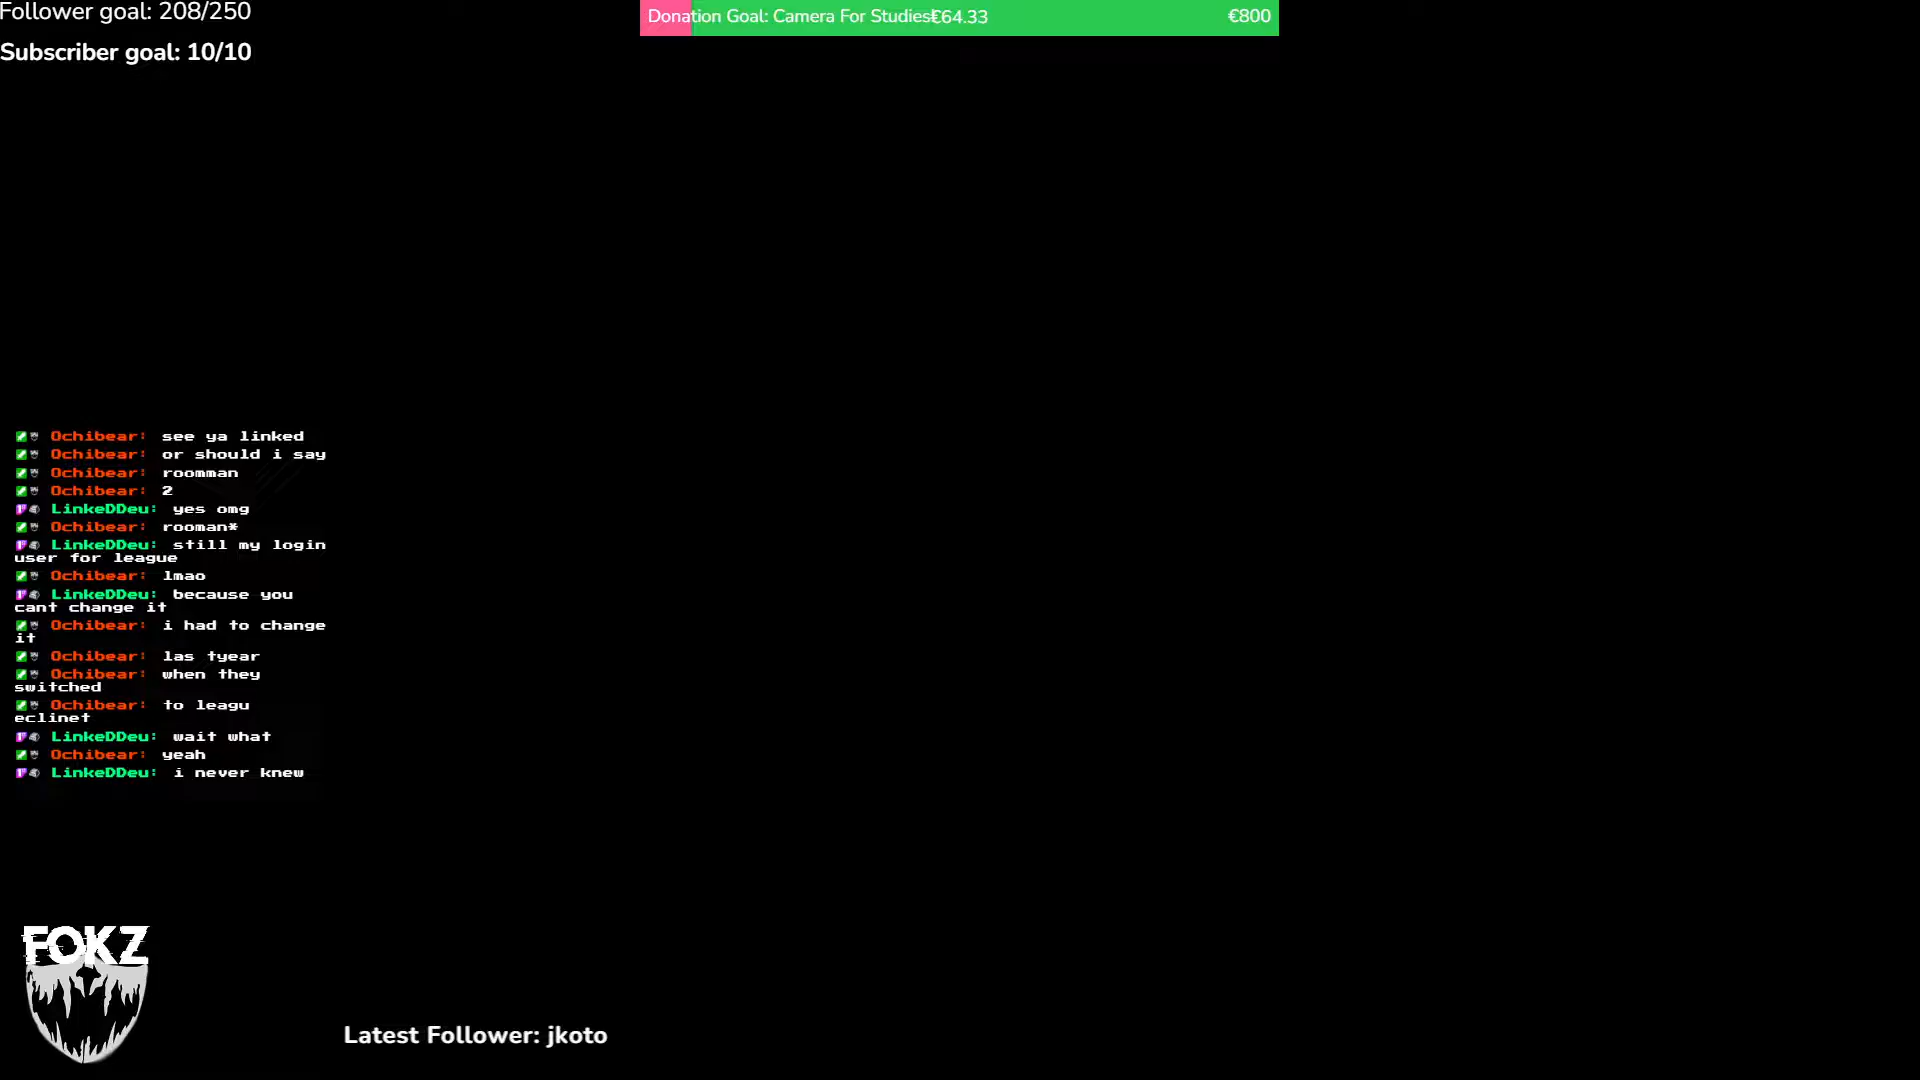 Follower goal: 208/250
Donation Goal: Camera For Studies €64.33 €800
Subscriber goal: 10/10
Ochibear: see ya linked
Ochibear: or should i say
Ochibear: roomman
Ochibear: 2
LinkeDDeu: yes omg
Ochibear: rooman*
LinkeDDeu: still my login
user for league
Ochibear: lmao
LinkeDDeu: because you
cant change it
Ochibear: i had to change
it
Ochibear: las tyear
Ochibear: when they
switched
Ochibear: to leagu
eclinet
LinkeDDeu: wait what
Ochibear: yeah
LinkeDDeu: i never knew
FOKZ
Latest Follower: jkoto